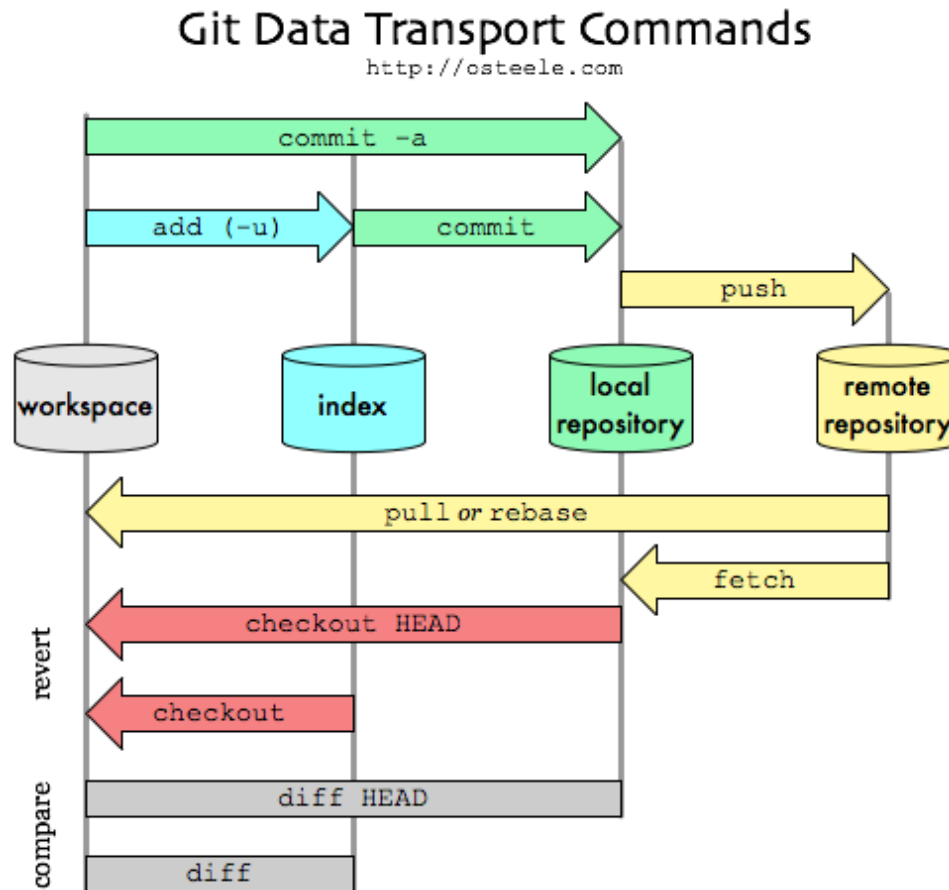 Git Data Transport Commands
http://osteele.com
commit -a
add (-u)
commit
push
workspace
index
local
repository
remote
repository
pull or rebase
fetch
revert
checkout HEAD
checkout
compare
diff HEAD
diff